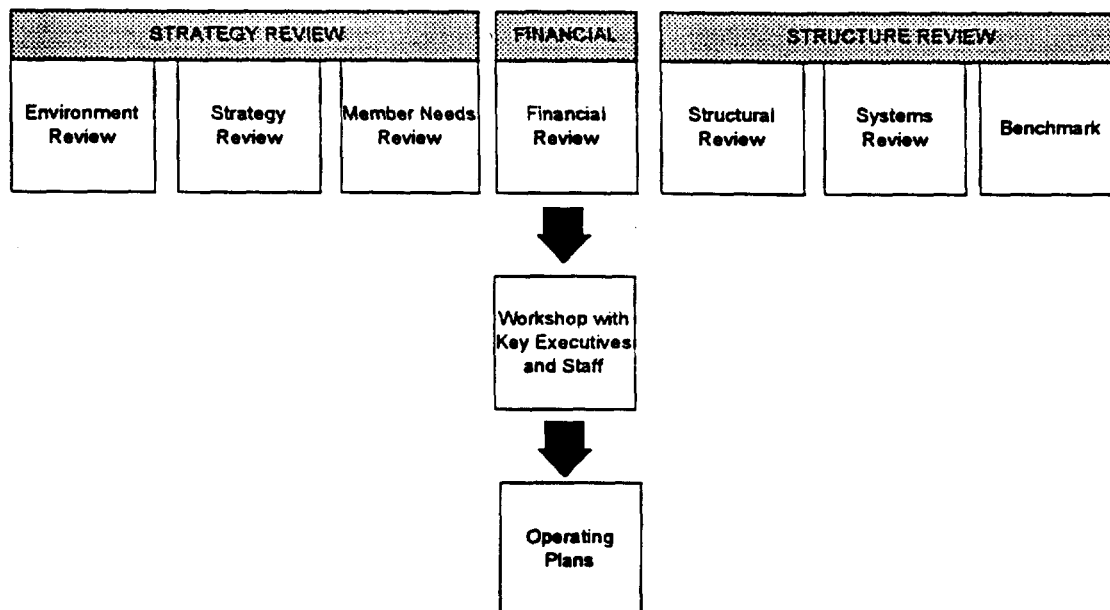 STRATEGY REVIEW
FINANCIAL
STRUCTURE REVIEW
Environment
Review
Strategy
Review
Member Needs
Review
Financial
Review
Structural
Review
Systems
Review
Benchmark
Workshop with
Key Executives
and Staff
Operating
Plans